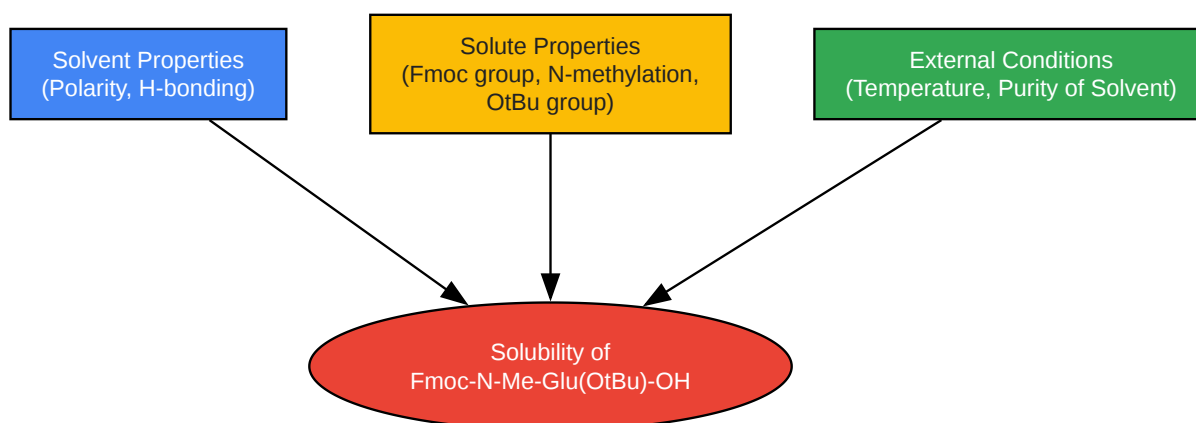 Solvent Properties
(Polarity, H-bonding)
Solute Properties
(Fmoc group, N-methylation,
OtBu group)
External Conditions
(Temperature, Purity of Solvent)
Solubility of
Fmoc-N-Me-Glu(OtBu)-OH